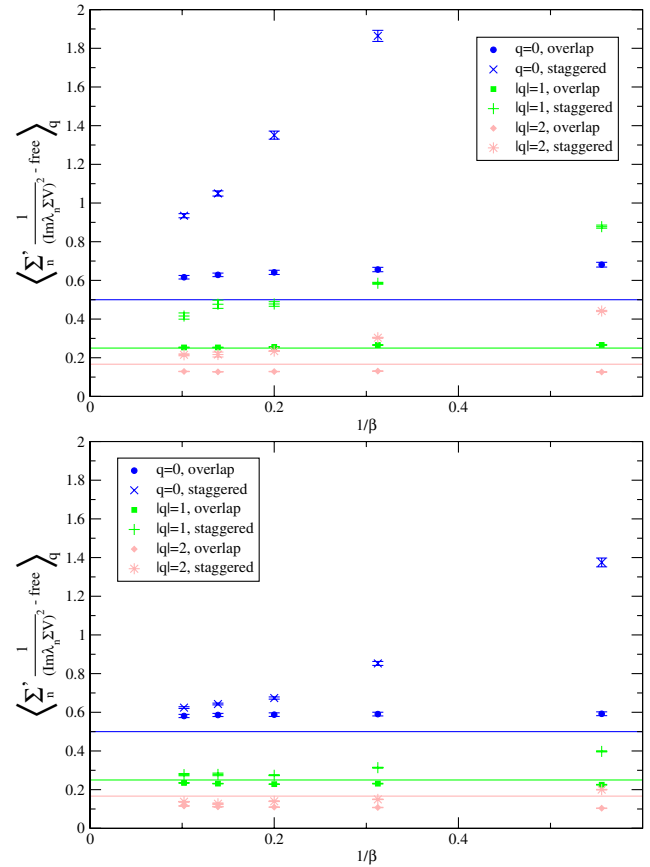 2
1.8
1.6
1.4
1.2
1
0.8
0.6
0.4
0.2
0
⟨Σ'ₙ 1/(Imλₙ ΣV)² - free⟩q
q=0, overlap
q=0, staggered
|q|=1, overlap
|q|=1, staggered
|q|=2, overlap
|q|=2, staggered
0 0.2 0.4
1/β
2
1.8
1.6
1.4
1.2
1
0.8
0.6
0.4
0.2
0
⟨Σ'ₙ 1/(Imλₙ ΣV)² - free⟩q
q=0, overlap
q=0, staggered
|q|=1, overlap
|q|=1, staggered
|q|=2, overlap
|q|=2, staggered
0 0.2 0.4
1/β